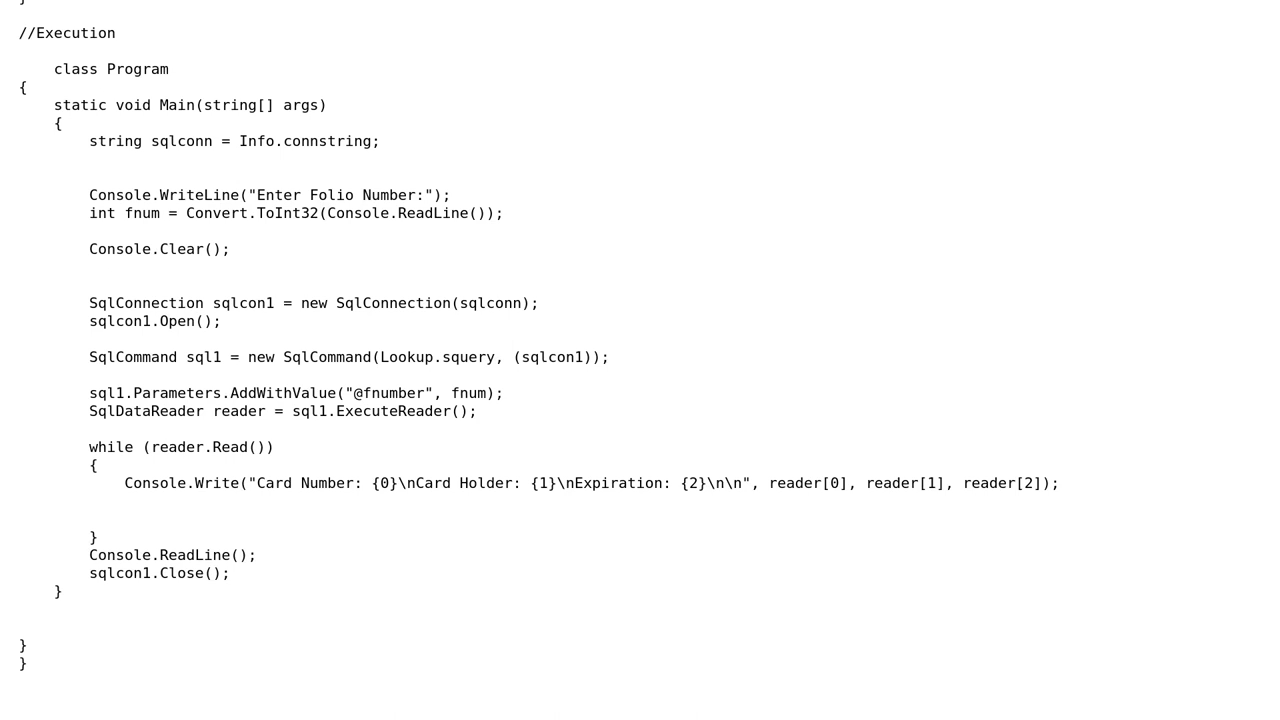 }
//Execution
    class Program
{
    static void Main(string[] args)
    {
        string sqlconn = Info.connstring;
        Console.WriteLine("Enter Folio Number:");
        int fnum = Convert.ToInt32(Console.ReadLine());
        Console.Clear();
        SqlConnection sqlcon1 = new SqlConnection(sqlconn);
        sqlcon1.Open();
        SqlCommand sql1 = new SqlCommand(Lookup.squery, (sqlcon1));
        sql1.Parameters.AddWithValue("@fnumber", fnum);
        SqlDataReader reader = sql1.ExecuteReader();
        while (reader.Read())
        {
            Console.Write("Card Number: {0}\nCard Holder: {1}\nExpiration: {2}\n\n", reader[0], reader[1], reader[2]);
        }
        Console.ReadLine();
        sqlcon1.Close();
    }
}
}